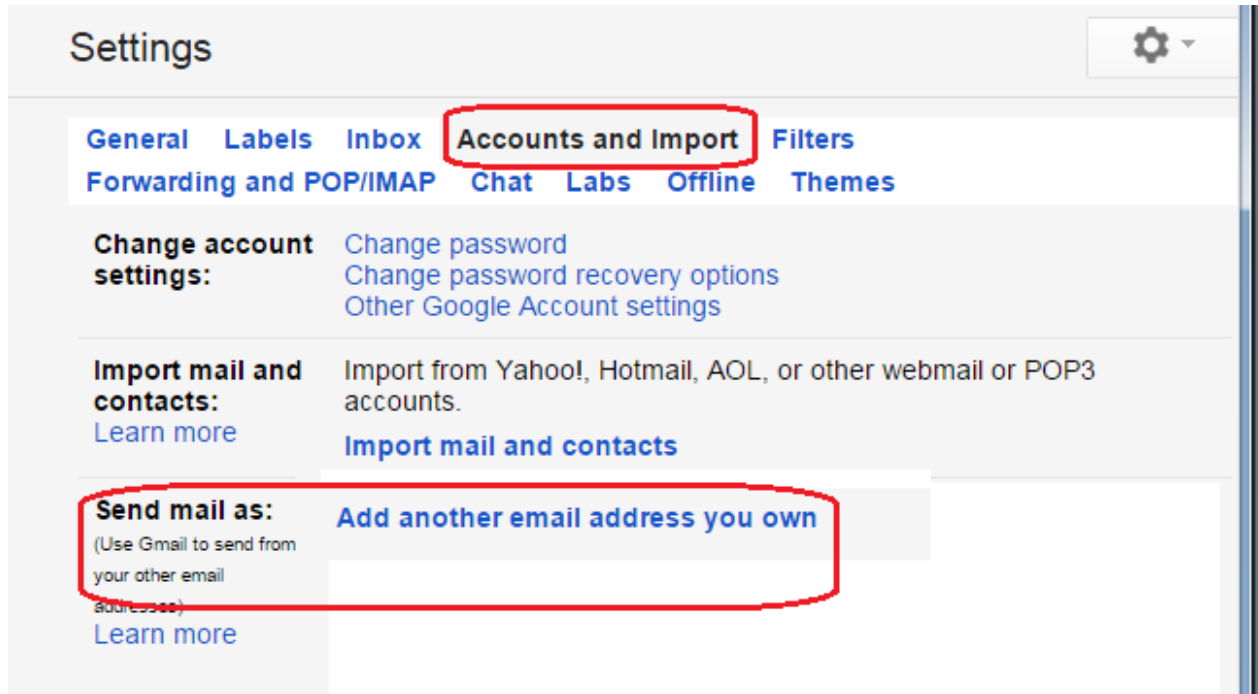 Settings
General Labels Inbox Accounts and Import Filters
Forwarding and POP/IMAP Chat Labs Offline Themes
Change account settings:
Change password
Change password recovery options
Other Google Account settings
Import mail and contacts:
Learn more
Import from Yahoo!, Hotmail, AOL, or other webmail or POP3
accounts.
Import mail and contacts
Send mail as:
(Use Gmail to send from
your other email
addresses)
Learn more
Add another email address you own